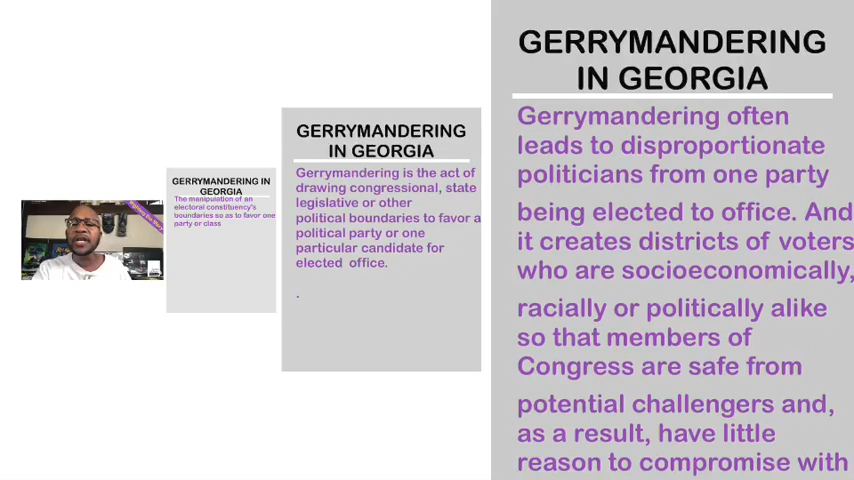 GERRYMANDERING IN
GEORGIA
The manipulation of an
electoral constituency's
boundaries so as to favor one
party or class
GERRYMANDERING
IN GEORGIA
Gerrymandering is the act of
drawing congressional, state
legislative or other
political boundaries to favor a
political party or one
particular candidate for
elected office.
.
GERRYMANDERING
IN GEORGIA
Gerrymandering often
leads to disproportionate
politicians from one party
being elected to office. And
it creates districts of voters
who are socioeconomically,
racially or politically alike
so that members of
Congress are safe from
potential challengers and,
as a result, have little
reason to compromise with